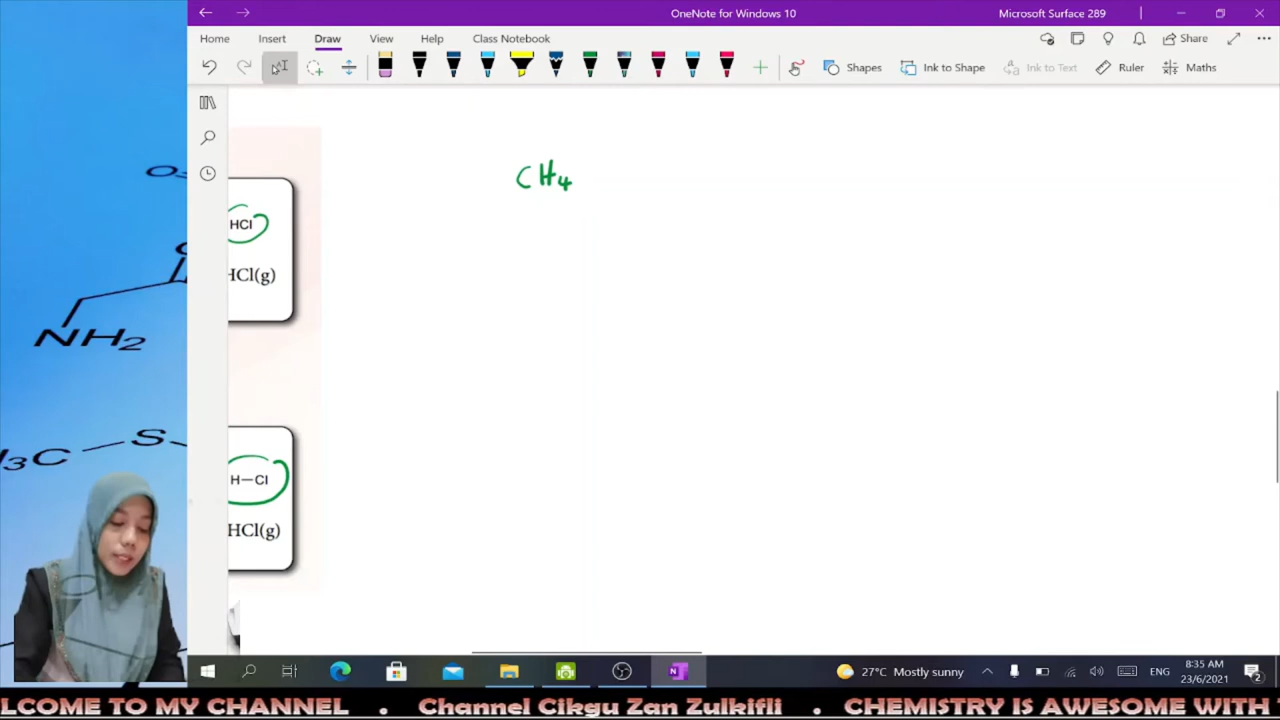 OneNote for Windows 10
Microsoft Surface 289
Home Insert Draw View Help Class Notebook
Share
Shapes Ink to Shape Ink to Text Ruler Maths
CH4
HCl
HCl(g)
H—Cl
HCl(g)
NH2
3C — S
27°C Mostly sunny
ENG
8:35 AM
23/6/2021
2
LCOME TO MY CHANNEL . Channel Cikgu Zan Zulkifli . CHEMISTRY IS AWESOME WITH